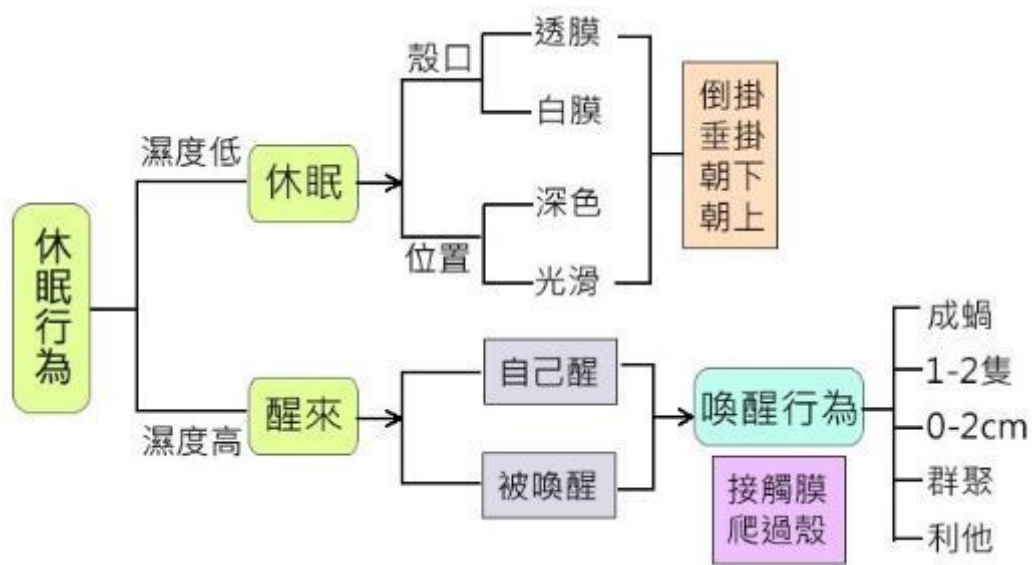 休眠行為
濕度低
休眠
殼口
透膜
白膜
位置
深色
光滑
倒掛
垂掛
朝下
朝上
濕度高
醒來
自己醒
被喚醒
喚醒行為
接觸膜
爬過殼
成蝸
1-2隻
0-2cm
群聚
利他